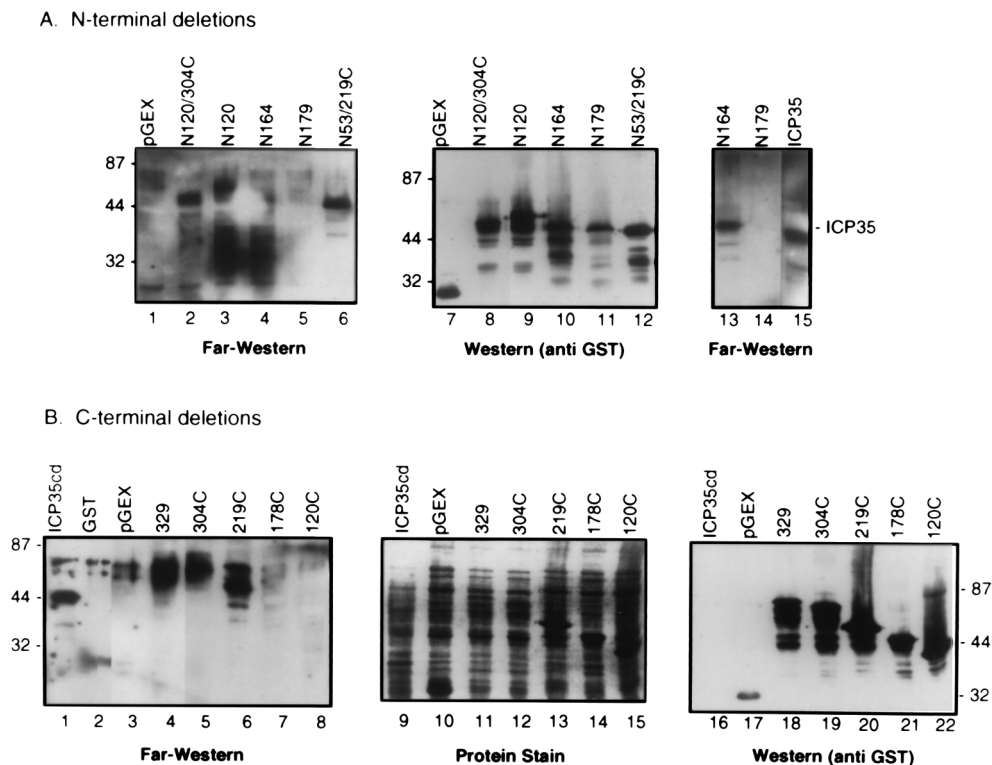 A. N-terminal deletions
pGEX N120/304C N120 N164 N179 N53/219C
87 -
44 -
32 -
1 2 3 4 5 6
Far-Western
pGEX N120/304C N120 N164 N179 N53/219C
87 -
44 -
32 -
7 8 9 10 11 12
Western (anti GST)
N164 N179 ICP35
- ICP35
13 14 15
Far-Western
B. C-terminal deletions
ICP35cd GST pGEX 329 304C 219C 178C 120C
87 -
44 -
32 -
1 2 3 4 5 6 7 8
Far-Western
ICP35cd pGEX 329 304C 219C 178C 120C
9 10 11 12 13 14 15
Protein Stain
ICP35cd pGEX 329 304C 219C 178C 120C
- 87
- 44
- 32
16 17 18 19 20 21 22
Western (anti GST)